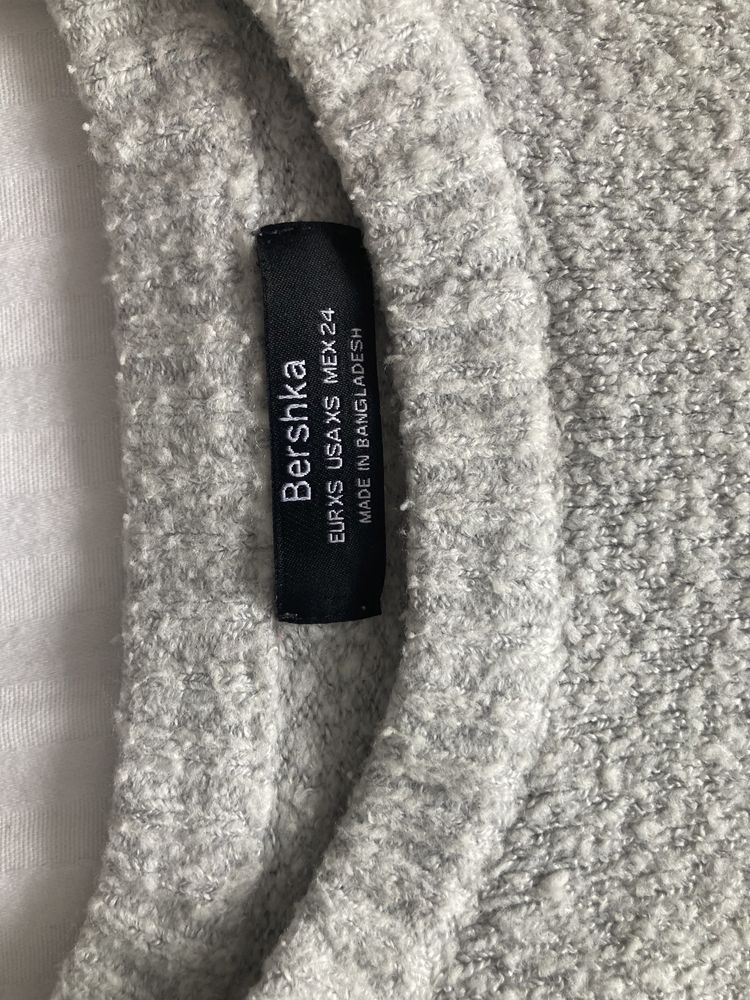 Bershka
EUR XS USA XS MEX 24
MADE IN BANGLADESH